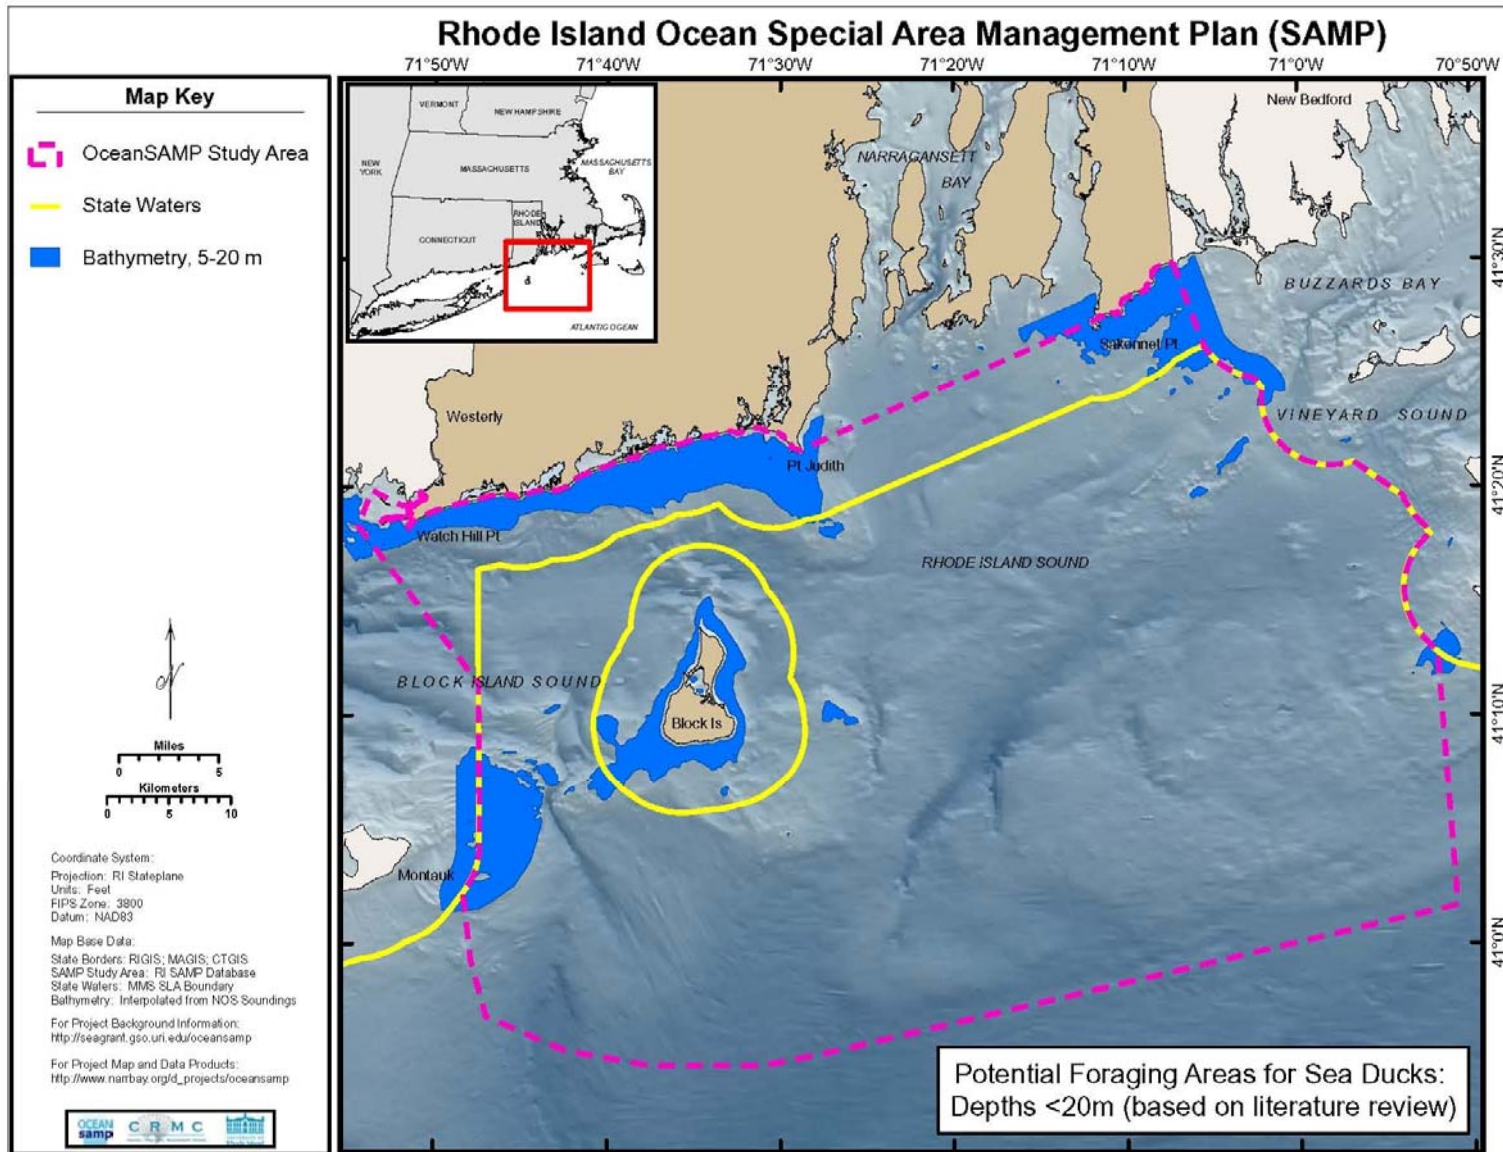 Rhode Island Ocean Special Area Management Plan (SAMP)
71°50'W
71°40'W
71°30'W
71°20'W
71°10'W
71°0'W
70°50'W
Map Key
OceanSAMP Study Area
State Waters
Bathymetry, 5-20 m
Miles
0 5
Kilometers
0 5 10
Coordinate System:
Projection: RI Stateplane
Units: Feet
FIPS Zone: 3800
Datum: NAD83
Map Base Data:
State Borders: RIGIS; MAGIS; CTGIS
SAMP Study Area: RI SAMP Database
State Waters: MMS SLA Boundary
Bathymetry: Interpolated from NOS Soundings
For Project Background Information:
http://seagrant.gso.uri.edu/oceansamp
For Project Map and Data Products:
http://www.narrbay.org/d_projects/oceansamp
OCEAN
samp
CRMC
VERMONT
NEW HAMPSHIRE
NEW
YORK
MASSACHUSETTS
MASSACHUSETTS
BAY
CONNECTICUT
RHODE
ISLAND
ATLANTIC OCEAN
NARRAGANSETT
BAY
New Bedford
BUZZARDS BAY
Sakonnet Pt
VINEYARD SOUND
Westerly
Pt Judith
Watch Hill Pt
RHODE ISLAND SOUND
BLOCK ISLAND SOUND
Block Is
Montauk
41°30'N
41°20'N
41°10'N
41°0'N
Potential Foraging Areas for Sea Ducks:
Depths <20m (based on literature review)